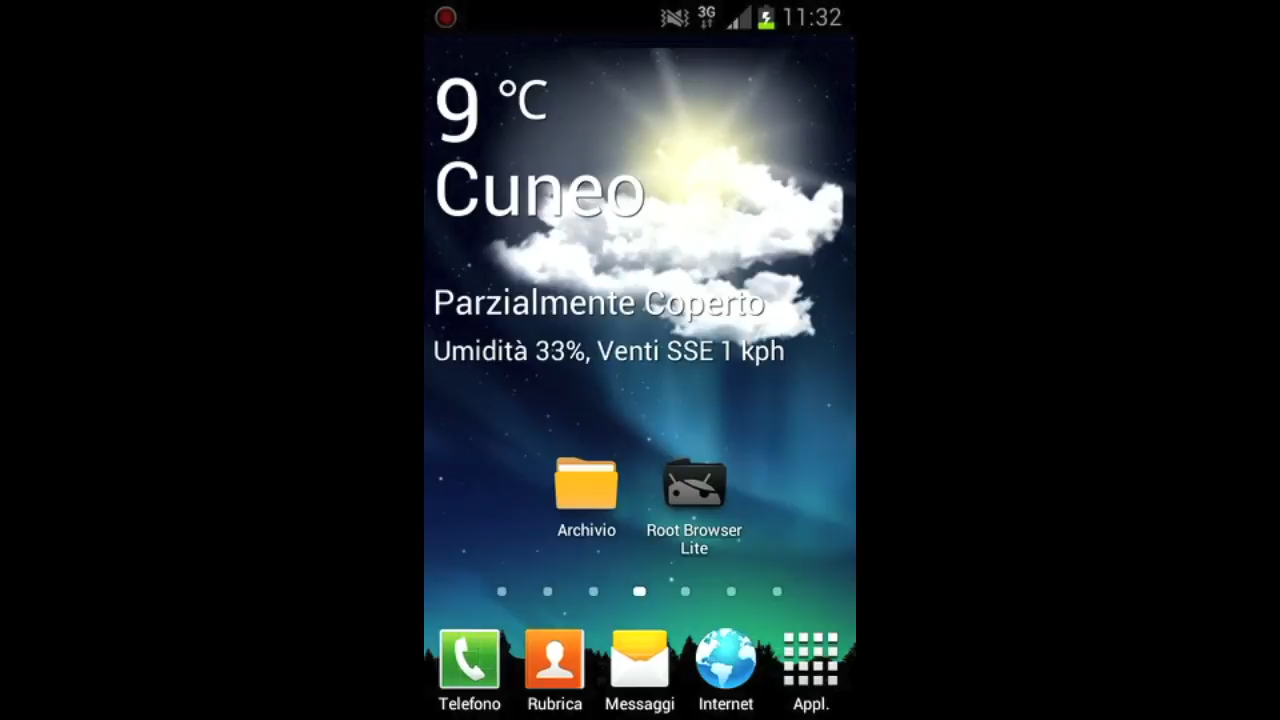 3G 11:32
9 °C
Cuneo
Parzialmente Coperto
Umidità 33%, Venti SSE 1 kph
Archivio
Root Browser
Lite
Telefono Rubrica Messaggi Internet Appl.